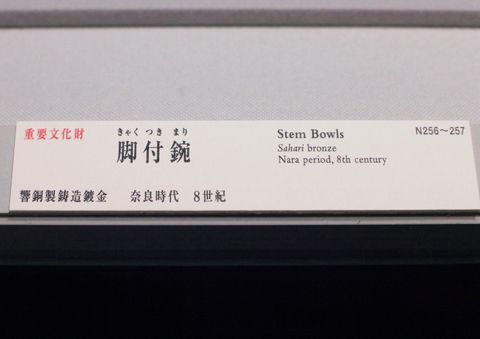 重要文化財
きゃく つき まり
脚付鋺
響銅製鋳造鍍金 奈良時代 8世紀
Stem Bowls
Sahari bronze
Nara period, 8th century
N256〜257